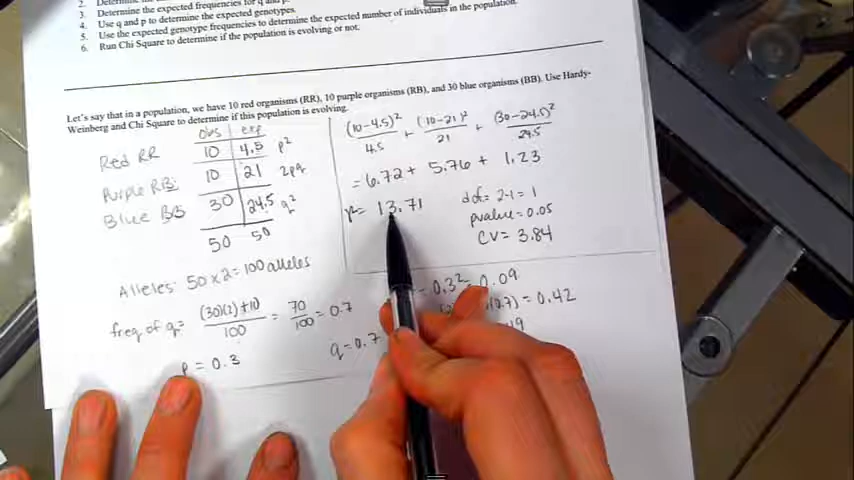 3. Determine the expected frequencies for q and p.
4. Use q and p to determine the expected genotypes.
5. Use the expected genotype frequencies to determine the expected number of individuals in the population.
6. Run Chi Square to determine if the population is evolving or not.
Let's say that in a population, we have 10 red organisms (RR), 10 purple organisms (RB), and 30 blue organisms (BB). Use Hardy-
Weinberg and Chi Square to determine if this population is evolving.
obs exp
Red RR 10 4.5 p²
Purple RB: 10 21 2pq
Blue BB 30 24.5 q²
50 50
Alleles: 50 x 2 = 100 alleles
freq. of q = (30)(2) + 10 / 100 = 70 / 100 = 0.7
p = 0.3
(10-4.5)² / 4.5 + (10-21)² / 21 + (30-24.5)² / 24.5
= 6.72 + 5.76 + 1.23
= 13.71
dof = 2-1 = 1
pvalue = 0.05
CV = 3.84
0.3² = 0.09
(0.7) = 0.42
q = 0.7